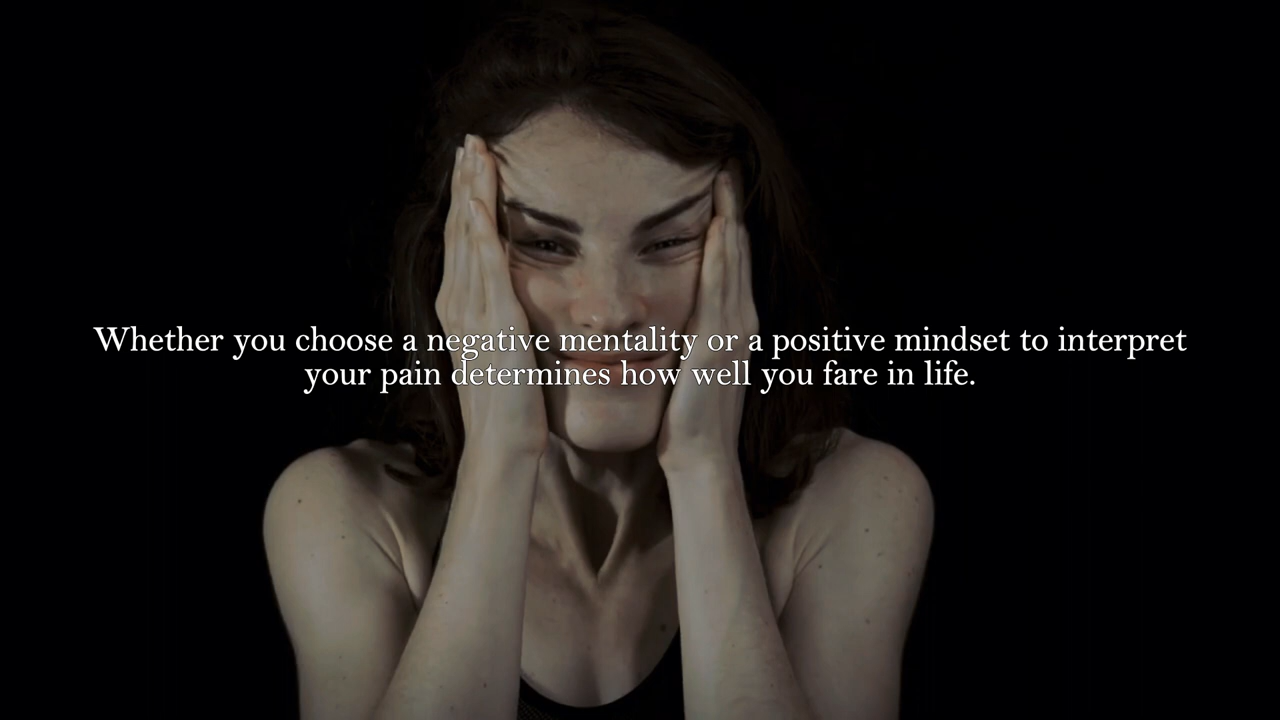 Whether you choose a negative mentality or a positive mindset to interpret
your pain determines how well you fare in life.